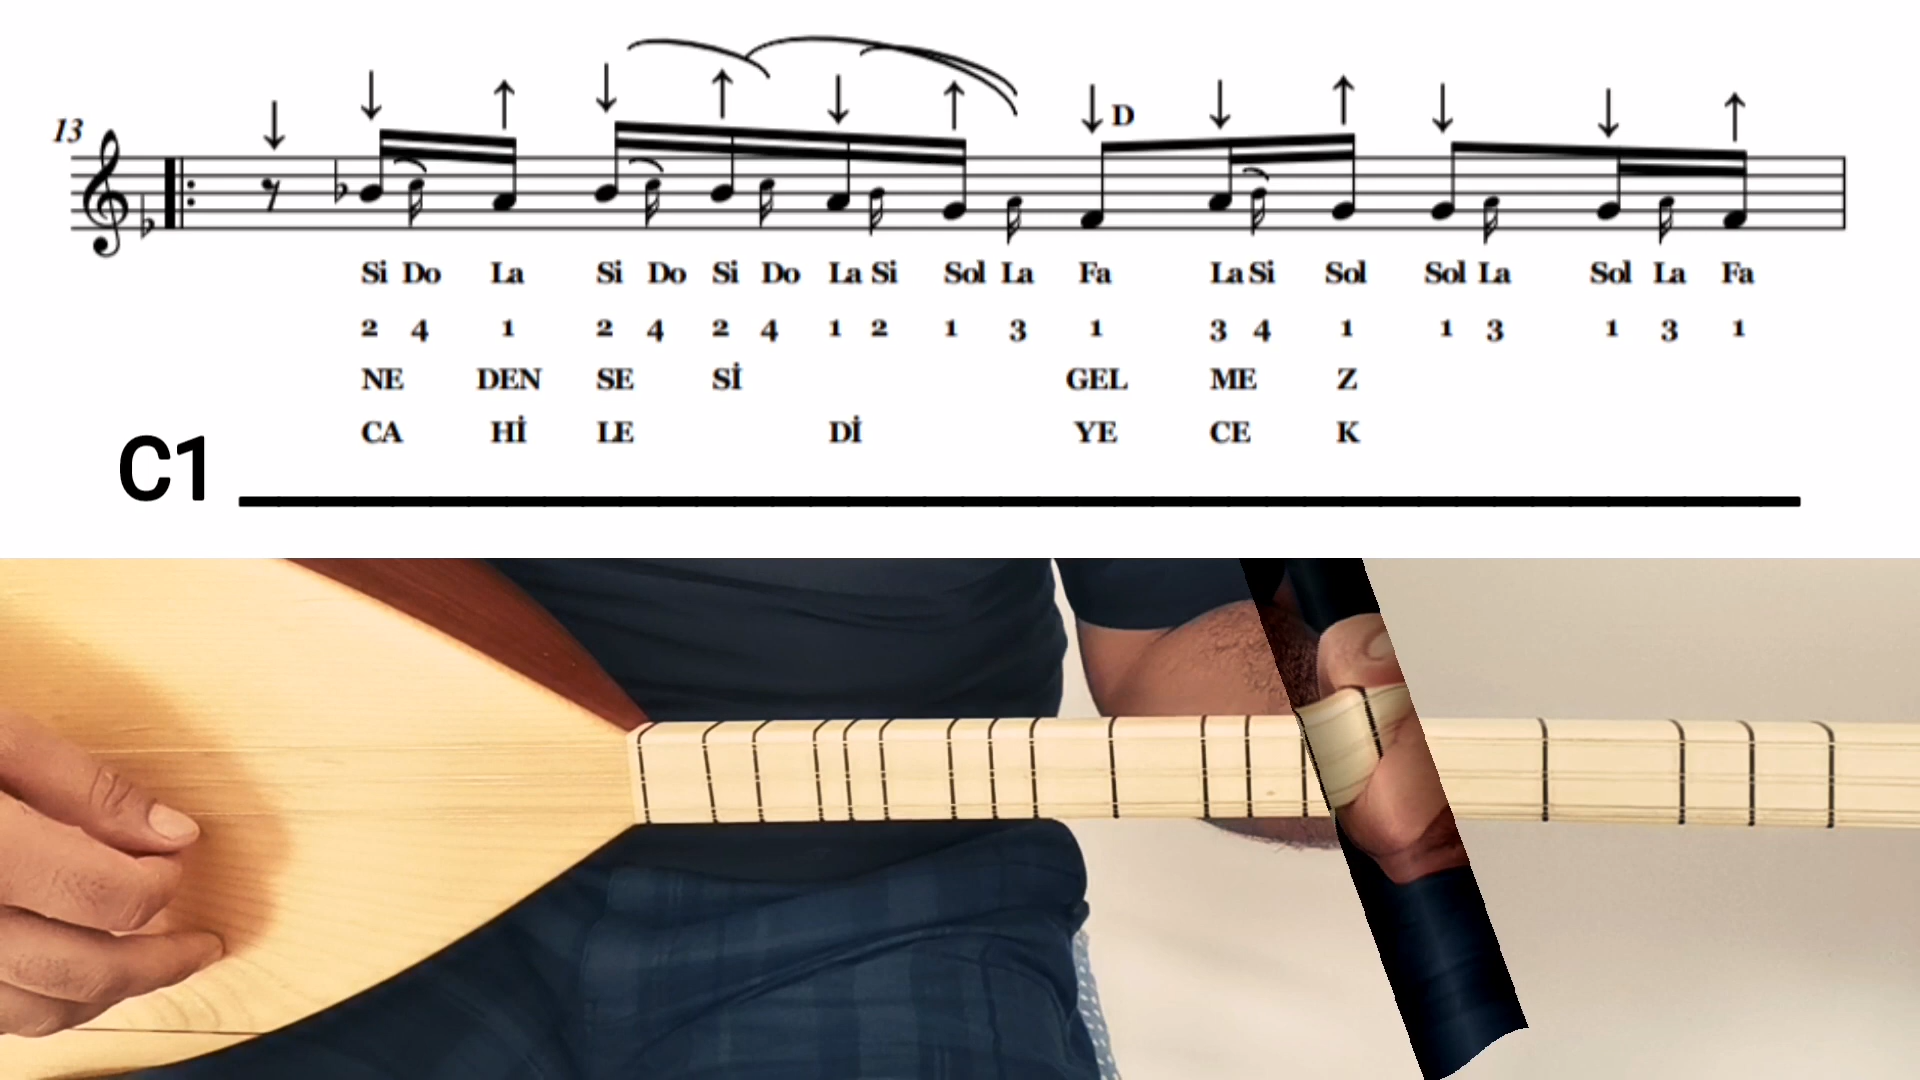 13
D
Si Do La Si Do Si Do La Si Sol La Fa La Si Sol Sol La Sol La Fa
2 4 1 2 4 2 4 1 2 1 3 1 3 4 1 1 3 1 3 1
NE DEN SE Sİ GEL ME Z
CA Hİ LE Dİ YE CE K
C1